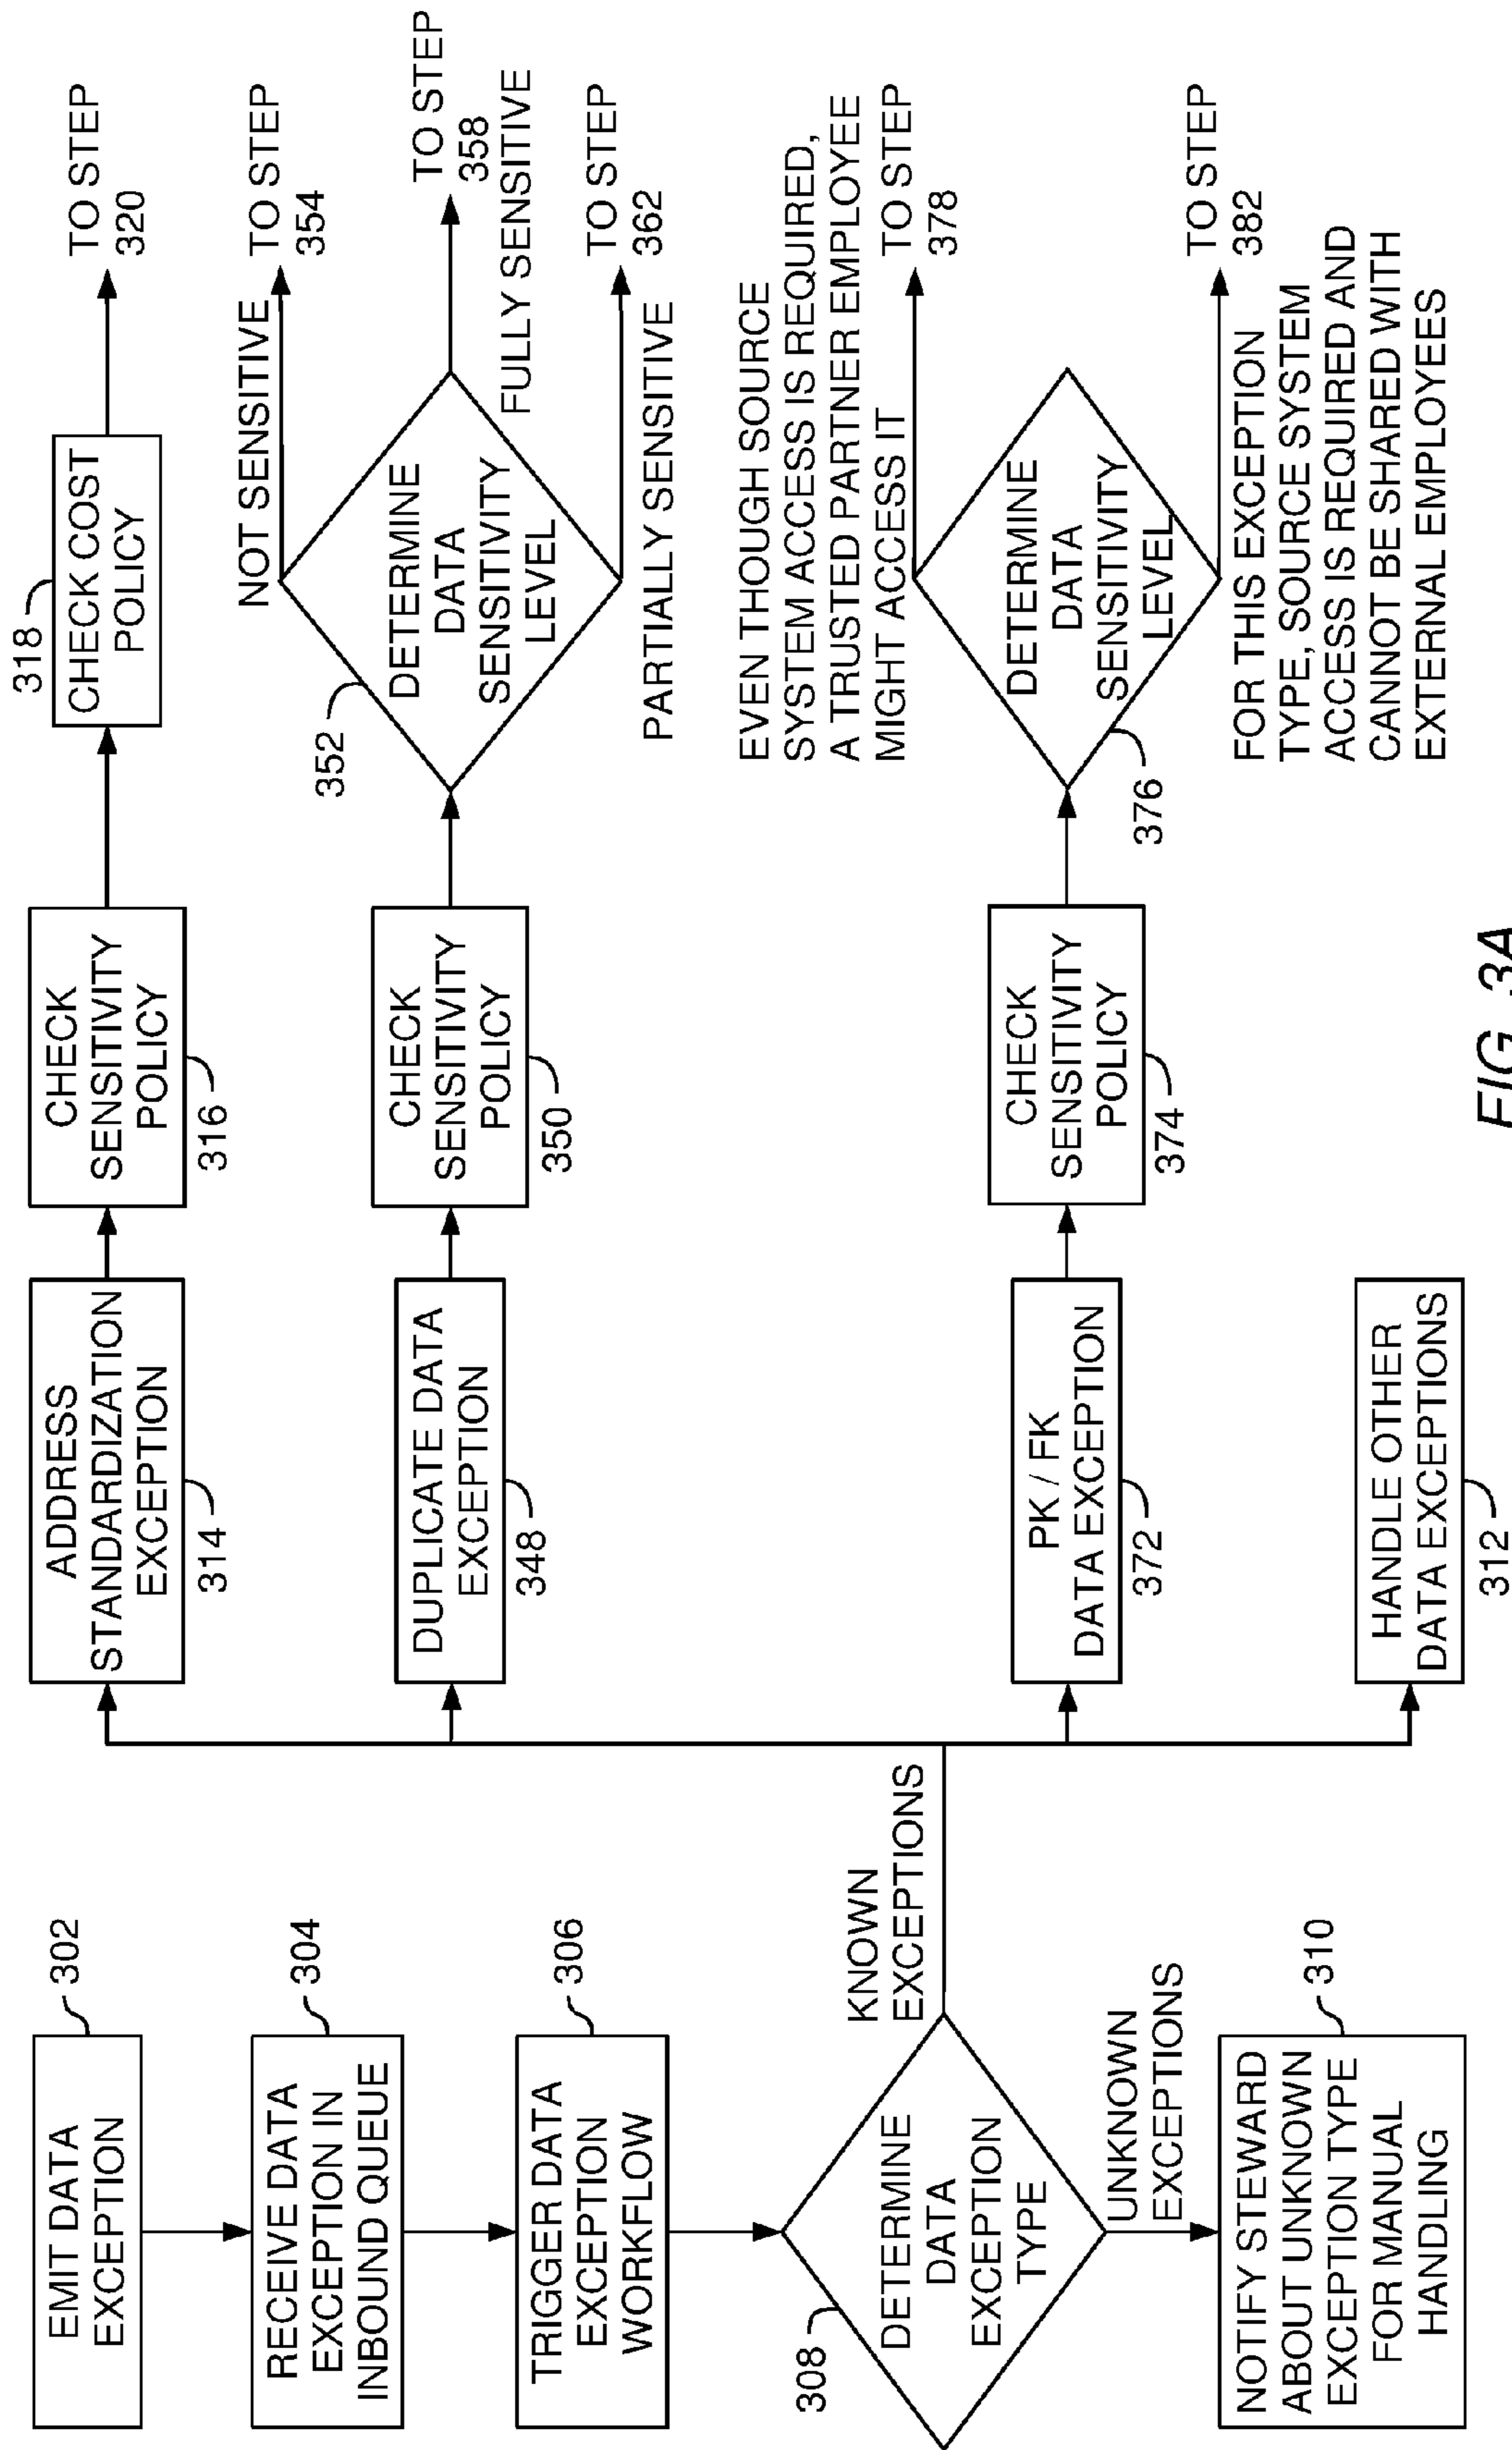 EMIT DATA
EXCEPTION
302
RECEIVE DATA
EXCEPTION IN
INBOUND QUEUE
304
TRIGGER DATA
EXCEPTION
WORKFLOW
306
308
DETERMINE
DATA
EXCEPTION
TYPE
KNOWN
EXCEPTIONS
UNKNOWN
EXCEPTIONS
NOTIFY STEWARD
ABOUT UNKNOWN
EXCEPTION TYPE
FOR MANUAL
HANDLING
310
ADDRESS
STANDARDIZATION
EXCEPTION
314
CHECK
SENSITIVITY
POLICY
316
318
CHECK COST
POLICY
TO STEP
320
DUPLICATE DATA
EXCEPTION
348
CHECK
SENSITIVITY
POLICY
350
352
DETERMINE
DATA
SENSITIVITY
LEVEL
NOT SENSITIVE
TO STEP
354
TO STEP
358
FULLY SENSITIVE
TO STEP
362
PARTIALLY SENSITIVE
PK / FK
DATA EXCEPTION
372
CHECK
SENSITIVITY
POLICY
374
EVEN THOUGH SOURCE
SYSTEM ACCESS IS REQUIRED,
A TRUSTED PARTNER EMPLOYEE
MIGHT ACCESS IT
TO STEP
378
DETERMINE
DATA
SENSITIVITY
LEVEL
376
TO STEP
382
FOR THIS EXCEPTION
TYPE, SOURCE SYSTEM
ACCESS IS REQUIRED AND
CANNOT BE SHARED WITH
EXTERNAL EMPLOYEES
HANDLE OTHER
DATA EXCEPTIONS
312
FIG. 3A